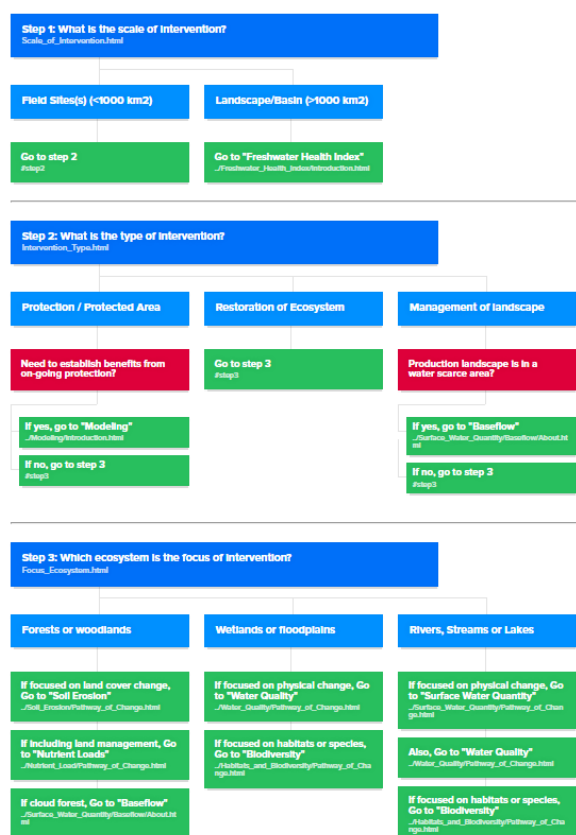 Step 1: What is the scale of intervention?
Scale_of_Intervention.html
Field Sites(s) (<1000 km2)
Landscape/Basin (>1000 km2)
Go to step 2
#step2
Go to "Freshwater Health Index"
../Freshwater_Health_Index/Introduction.html
Step 2: What is the type of intervention?
Intervention_Type.html
Protection / Protected Area
Restoration of Ecosystem
Management of landscape
Need to establish benefits from
on-going protection?
Go to step 3
#step3
Production landscape is in a
water scarce area?
If yes, go to "Modeling"
../Modeling/Introduction.html
If no, go to step 3
#step3
If yes, go to "Baseflow"
../Surface_Water_Quantity/Baseflow/About.ht
ml
If no, go to step 3
#step3
Step 3: Which ecosystem is the focus of intervention?
Focus_Ecosystem.html
Forests or woodlands
Wetlands or floodplains
Rivers, Streams or Lakes
If focused on land cover change,
Go to "Soil Erosion"
../Soil_Erosion/Pathway_of_Change.html
If including land management, Go
to "Nutrient Loads"
../Nutrient_Load/Pathway_of_Change.html
If cloud forest, Go to "Baseflow"
../Surface_Water_Quantity/Baseflow/About.ht
ml
If focused on physical change, Go
to "Water Quality"
../Water_Quality/Pathway_of_Change.html
If focused on habitats or species,
Go to "Biodiversity"
../Habitats_and_Biodiversity/Pathway_of_Cha
nge.html
If focused on physical change, Go
to "Surface Water Quantity"
../Surface_Water_Quantity/Pathway_of_Chan
ge.html
Also, Go to "Water Quality"
../Water_Quality/Pathway_of_Change.html
If focused on habitats or species,
Go to "Biodiversity"
../Habitats_and_Biodiversity/Pathway_of_Cha
nge.html